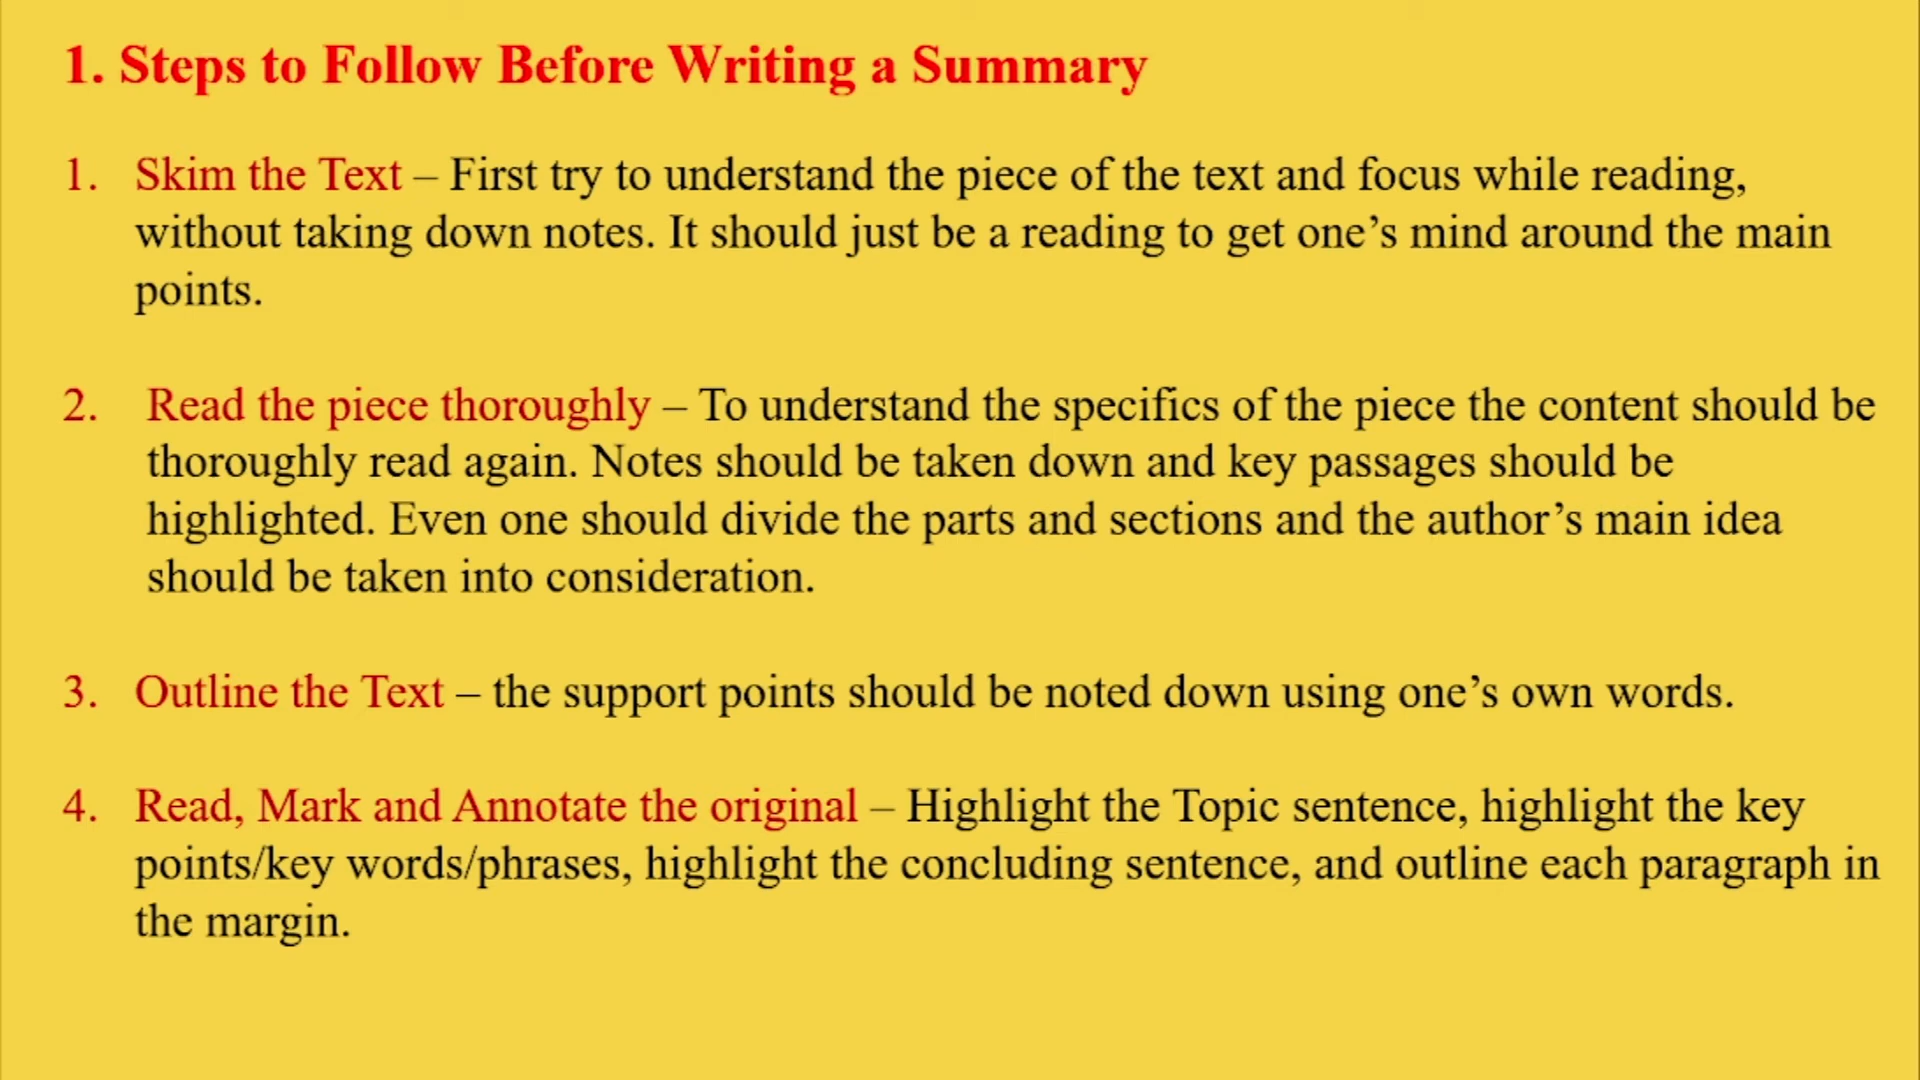 1. Steps to Follow Before Writing a Summary
1. Skim the Text – First try to understand the piece of the text and focus while reading,
without taking down notes. It should just be a reading to get one’s mind around the main
points.
2. Read the piece thoroughly – To understand the specifics of the piece the content should be
thoroughly read again. Notes should be taken down and key passages should be
highlighted. Even one should divide the parts and sections and the author’s main idea
should be taken into consideration.
3. Outline the Text – the support points should be noted down using one’s own words.
4. Read, Mark and Annotate the original – Highlight the Topic sentence, highlight the key
points/key words/phrases, highlight the concluding sentence, and outline each paragraph in
the margin.